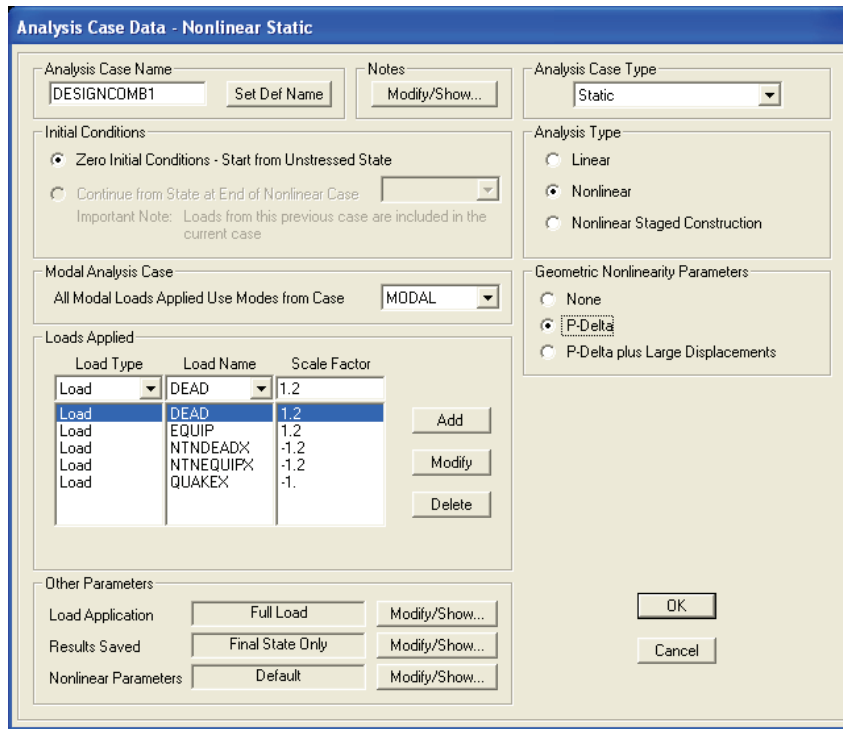 Analysis Case Data - Nonlinear Static
Analysis Case Name
DESIGNCOMB1
Set Def Name
Notes
Modify/Show...
Analysis Case Type
Static
Initial Conditions
Zero Initial Conditions - Start from Unstressed State
Continue from State at End of Nonlinear Case
Important Note: Loads from this previous case are included in the
current case
Analysis Type
Linear
Nonlinear
Nonlinear Staged Construction
Modal Analysis Case
All Modal Loads Applied Use Modes from Case
MODAL
Geometric Nonlinearity Parameters
None
P-Delta
P-Delta plus Large Displacements
Loads Applied
Load Type Load Name Scale Factor
Load DEAD 1.2
Load DEAD 1.2
Load EQUIP 1.2
Load NTNDEADX -1.2
Load NTNEQUIPX -1.2
Load QUAKEX -1.
Add
Modify
Delete
Other Parameters
Load Application Full Load Modify/Show...
Results Saved Final State Only Modify/Show...
Nonlinear Parameters Default Modify/Show...
OK
Cancel